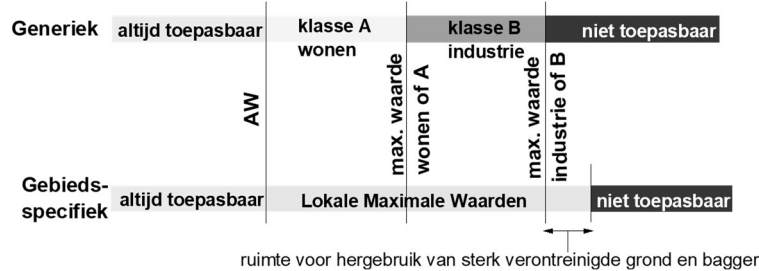 Generiek
altijd toepasbaar
klasse A
wonen
klasse B
industrie
niet toepasbaar
AW
max. waarde
wonen of A
max. waarde
industrie of B
Gebieds-
specifiek
altijd toepasbaar
Lokale Maximale Waarden
niet toepasbaar
ruimte voor hergebruik van sterk verontreinigde grond en bagger